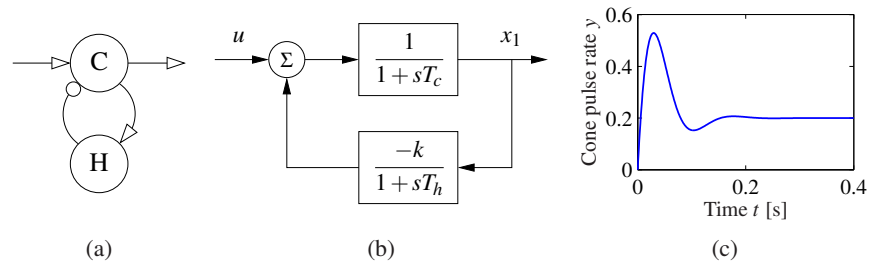 C
H
(a)
u
Σ
1
1 + sT_c
x_1
-k
1 + sT_h
(b)
Cone pulse rate y
0.6
0.4
0.2
0
0 0.2 0.4
Time t [s]
(c)